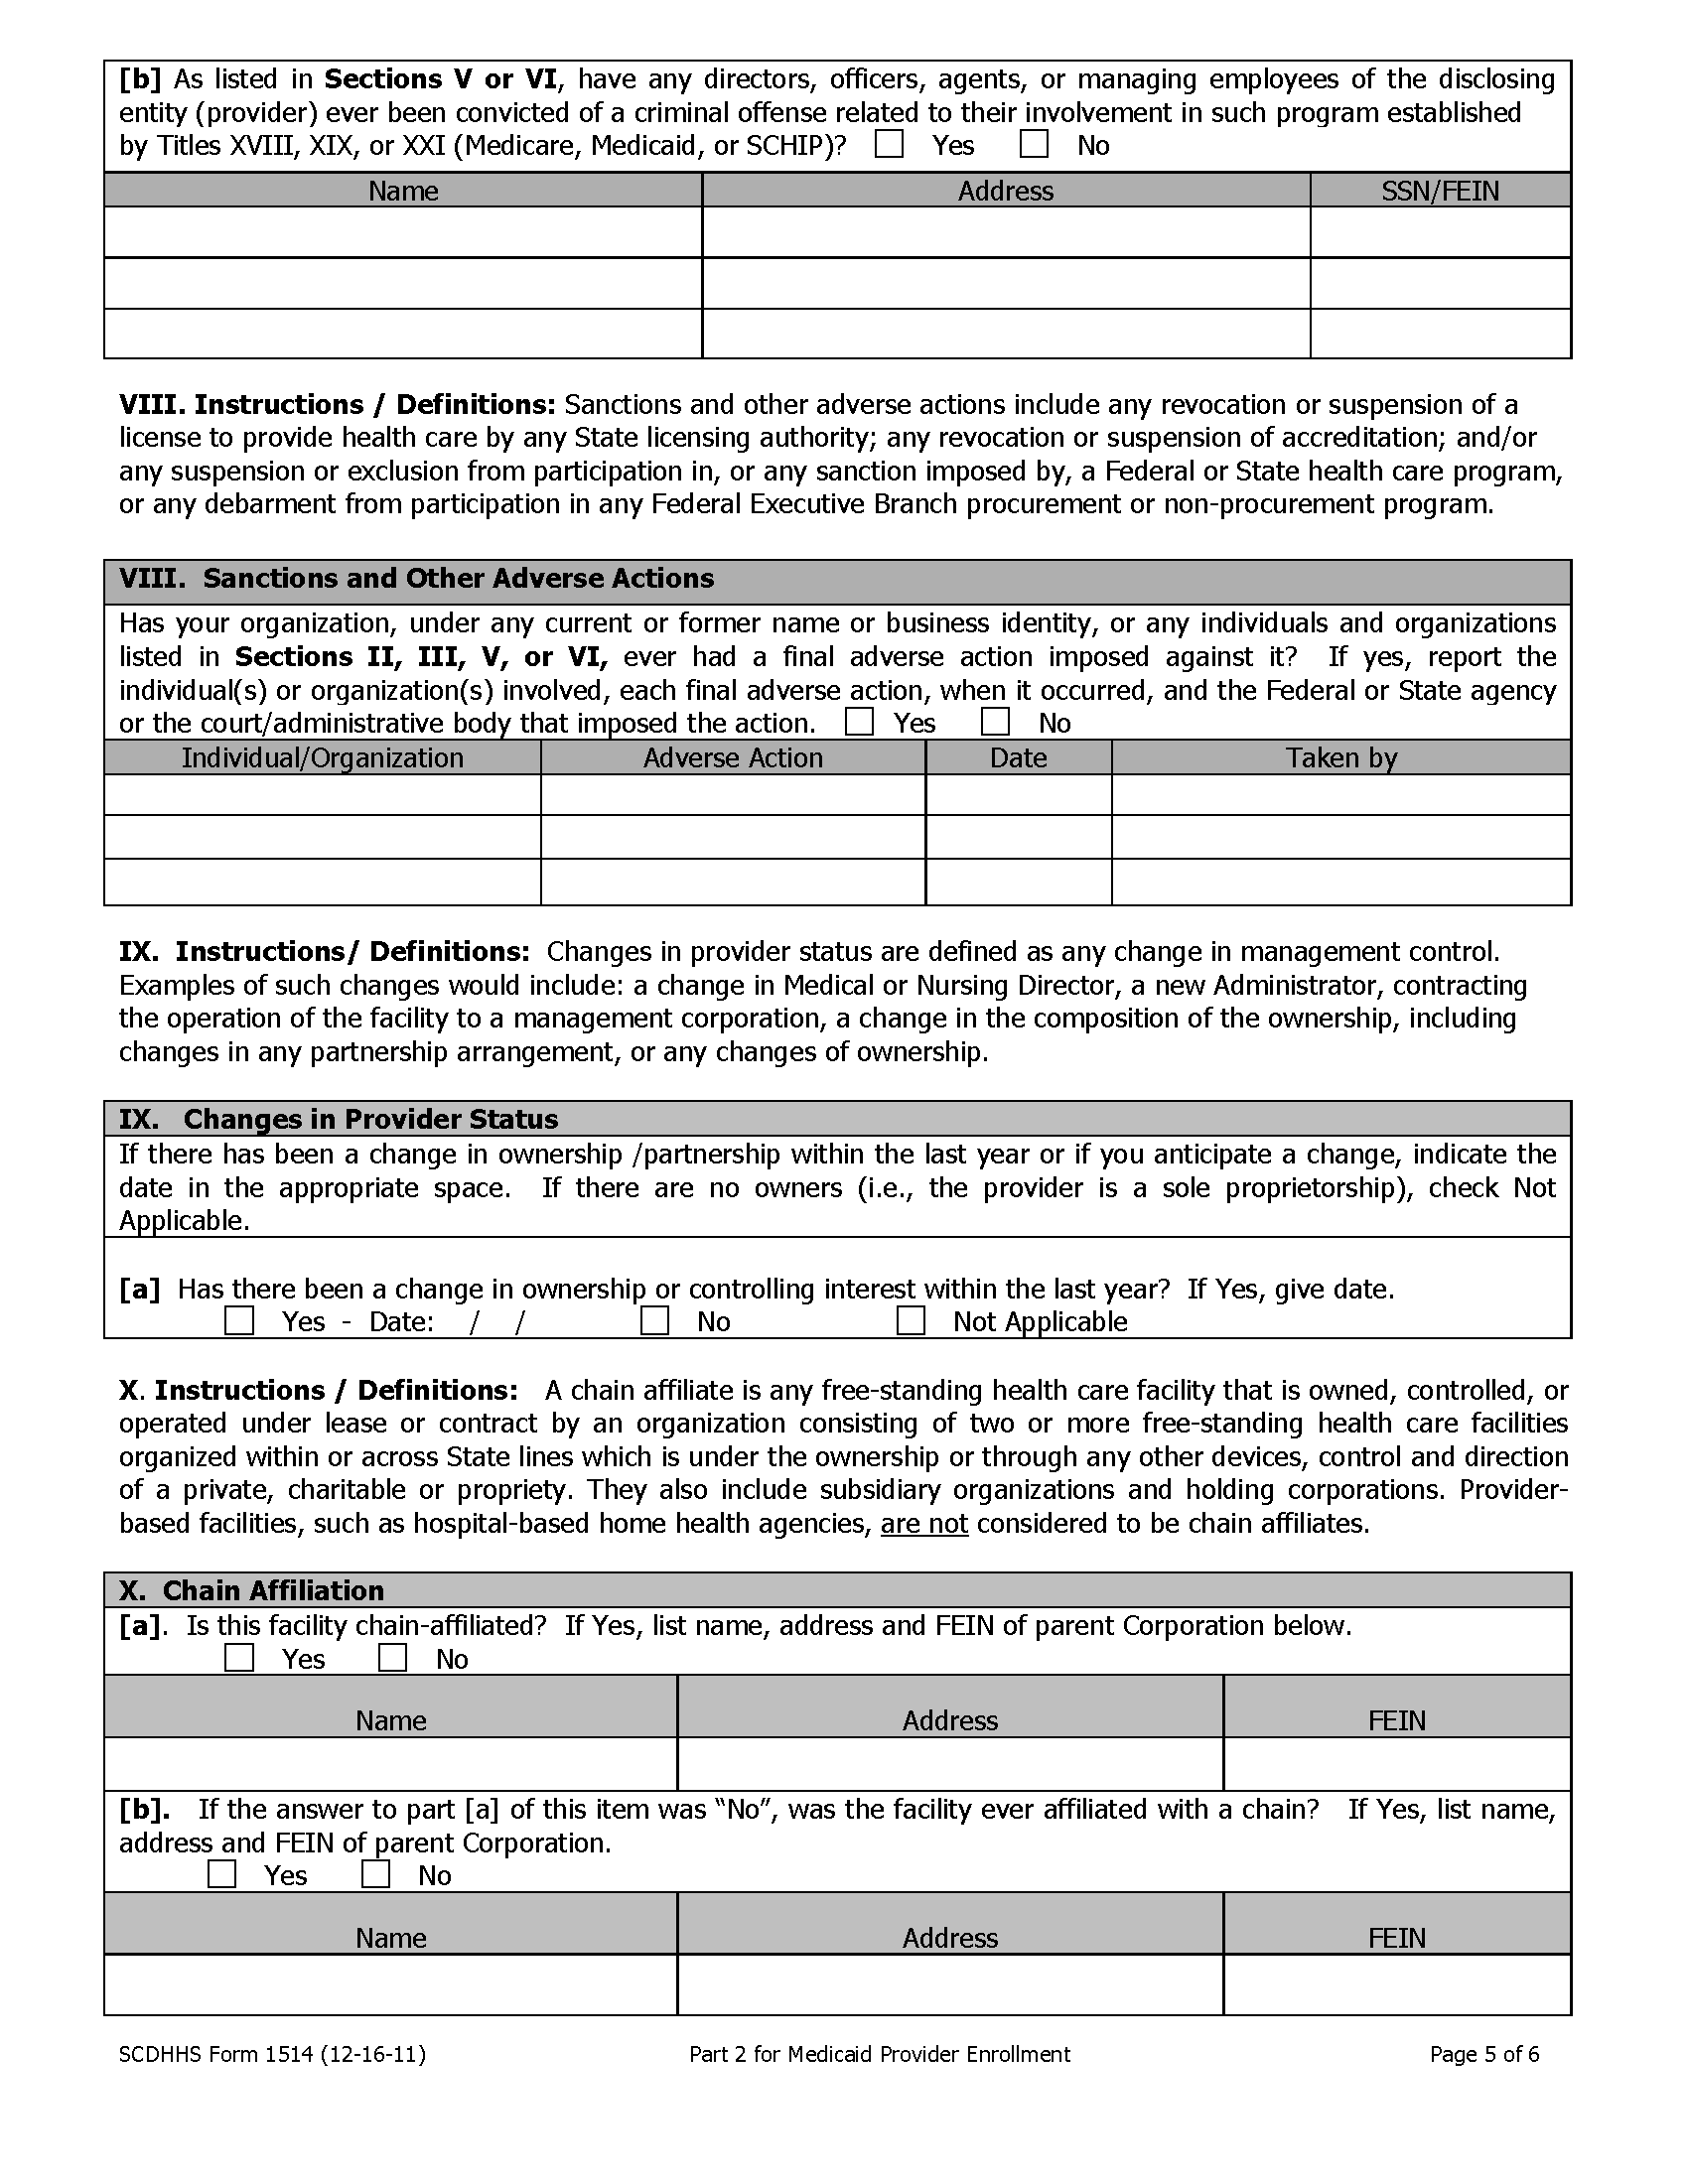 [b] As listed in Sections V or VI, have any directors, officers, agents, or managing employees of the disclosing
entity (provider) ever been convicted of a criminal offense related to their involvement in such program established
by Titles XVIII, XIX, or XXI (Medicare, Medicaid, or SCHIP)? Yes No
Name Address SSN/FEIN
VIII. Instructions / Definitions: Sanctions and other adverse actions include any revocation or suspension of a
license to provide health care by any State licensing authority; any revocation or suspension of accreditation; and/or
any suspension or exclusion from participation in, or any sanction imposed by, a Federal or State health care program,
or any debarment from participation in any Federal Executive Branch procurement or non-procurement program.
VIII. Sanctions and Other Adverse Actions
Has your organization, under any current or former name or business identity, or any individuals and organizations
listed in Sections II, III, V, or VI, ever had a final adverse action imposed against it? If yes, report the
individual(s) or organization(s) involved, each final adverse action, when it occurred, and the Federal or State agency
or the court/administrative body that imposed the action. Yes No
Individual/Organization Adverse Action Date Taken by
IX. Instructions/ Definitions: Changes in provider status are defined as any change in management control.
Examples of such changes would include: a change in Medical or Nursing Director, a new Administrator, contracting
the operation of the facility to a management corporation, a change in the composition of the ownership, including
changes in any partnership arrangement, or any changes of ownership.
IX. Changes in Provider Status
If there has been a change in ownership /partnership within the last year or if you anticipate a change, indicate the
date in the appropriate space. If there are no owners (i.e., the provider is a sole proprietorship), check Not
Applicable.
[a] Has there been a change in ownership or controlling interest within the last year? If Yes, give date.
Yes - Date: / / No Not Applicable
X. Instructions / Definitions: A chain affiliate is any free-standing health care facility that is owned, controlled, or
operated under lease or contract by an organization consisting of two or more free-standing health care facilities
organized within or across State lines which is under the ownership or through any other devices, control and direction
of a private, charitable or propriety. They also include subsidiary organizations and holding corporations. Provider-
based facilities, such as hospital-based home health agencies, are not considered to be chain affiliates.
X. Chain Affiliation
[a]. Is this facility chain-affiliated? If Yes, list name, address and FEIN of parent Corporation below.
Yes No
Name Address FEIN
[b]. If the answer to part [a] of this item was “No”, was the facility ever affiliated with a chain? If Yes, list name,
address and FEIN of parent Corporation.
Yes No
Name Address FEIN
SCDHHS Form 1514 (12-16-11) Part 2 for Medicaid Provider Enrollment Page 5 of 6